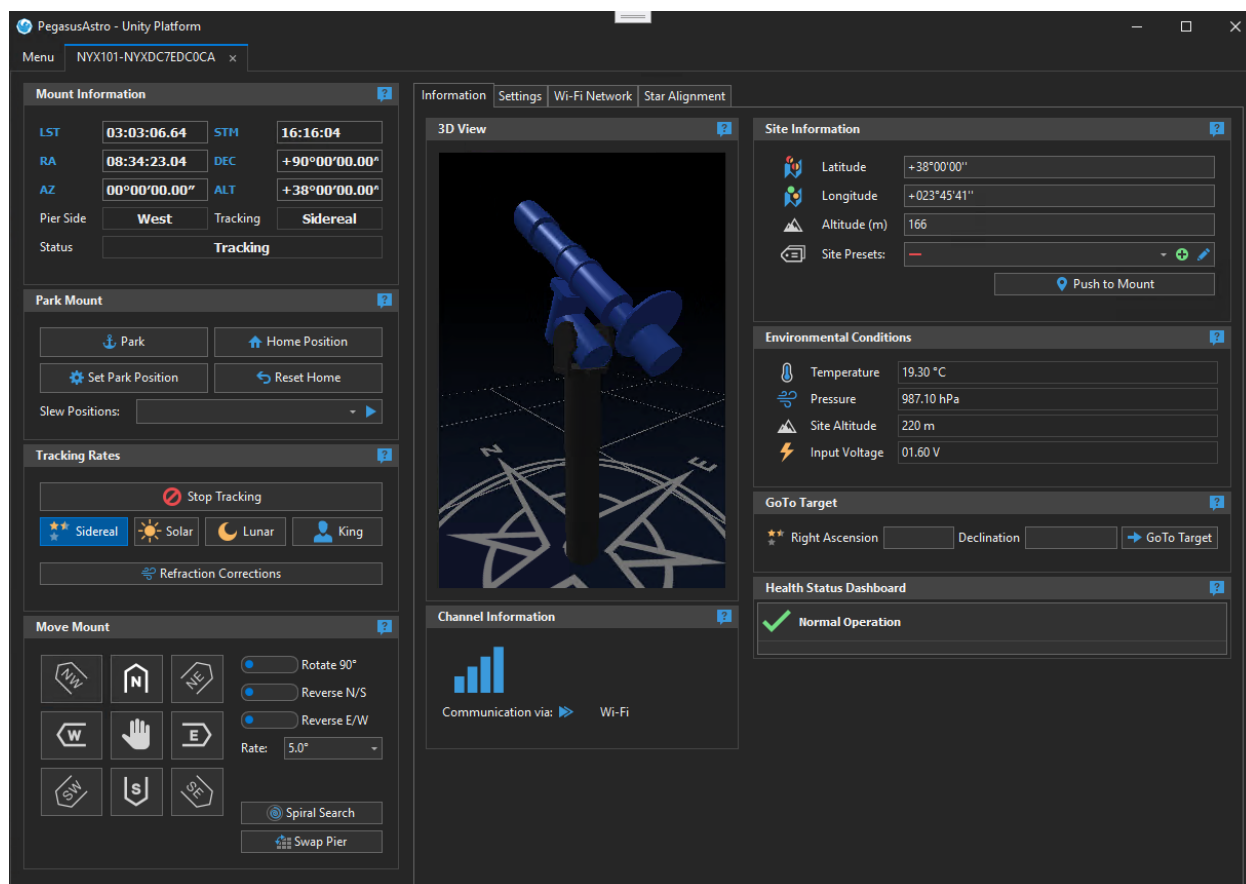 PegasusAstro - Unity Platform
Menu NYX101-NYXDC7EDC0CA ×
Mount Information ?
LST 03:03:06.64 STM 16:16:04
RA 08:34:23.04 DEC +90°00'00.00"
AZ 00°00'00.00" ALT +38°00'00.00"
Pier Side West Tracking Sidereal
Status Tracking
Park Mount ?
Park Home Position
Set Park Position Reset Home
Slew Positions:
Tracking Rates ?
Stop Tracking
Sidereal Solar Lunar King
Refraction Corrections
Move Mount ?
NW N NE
W E
SW S SE
Rotate 90°
Reverse N/S
Reverse E/W
Rate: 5.0°
Spiral Search
Swap Pier
Information Settings Wi-Fi Network Star Alignment
3D View ?
N E
Channel Information ?
Communication via: Wi-Fi
Site Information ?
Latitude +38°00'00''
Longitude +023°45'41''
Altitude (m) 166
Site Presets: —
Push to Mount
Environmental Conditions ?
Temperature 19.30 °C
Pressure 987.10 hPa
Site Altitude 220 m
Input Voltage 01.60 V
GoTo Target ?
Right Ascension Declination GoTo Target
Health Status Dashboard ?
Normal Operation